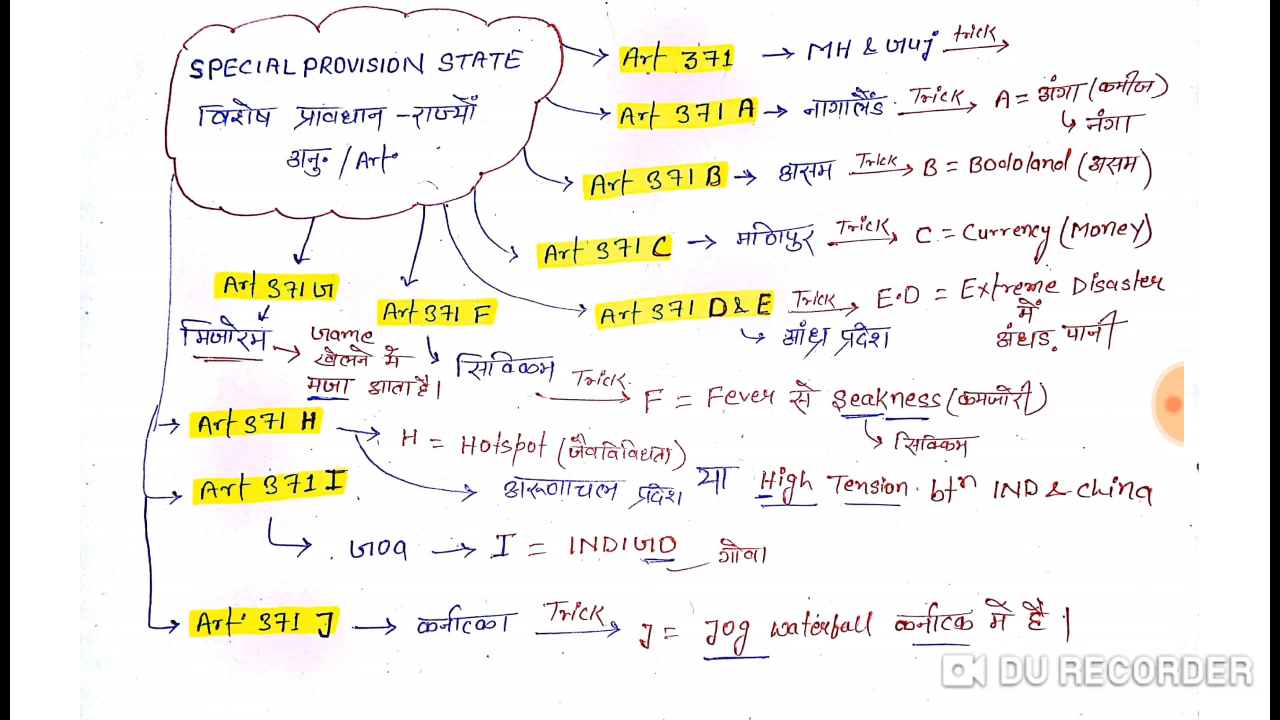 SPECIAL PROVISION STATE
विशेष प्रावधान - राज्यों
अनु॰ / Art.
Art 371 → MH & Guj trick →
Art 371 A → नागालैंड Trick → A = अंगा (कमीज)
↳ नंगा
Art 371 B → असम Trick → B = Bodoland (असम)
Art 371 C → मणिपुर Trick → C = Currency (Money)
Art 371 D & E Trick → E.D = Extreme Disaster
में
↳ आंध्र प्रदेश
अंधड़ पानी
Art 371 G
मिजोरम → Game
खेलने में
मजा आता है।
Art 371 F
↳ सिक्किम
Trick → F = Fever से Seakness (कमजोरी)
↳ सिक्किम
Art 371 H → H = Hotspot (जैवविविधता)
→ अरूणाचल प्रदेश या High Tension btⁿ IND & China
Art 371 I
↳ Goa → I = INDIGO गोवा
Art 371 J → कर्नाटका Trick → J = Jog waterfall कर्नाटक में है।
DU RECORDER